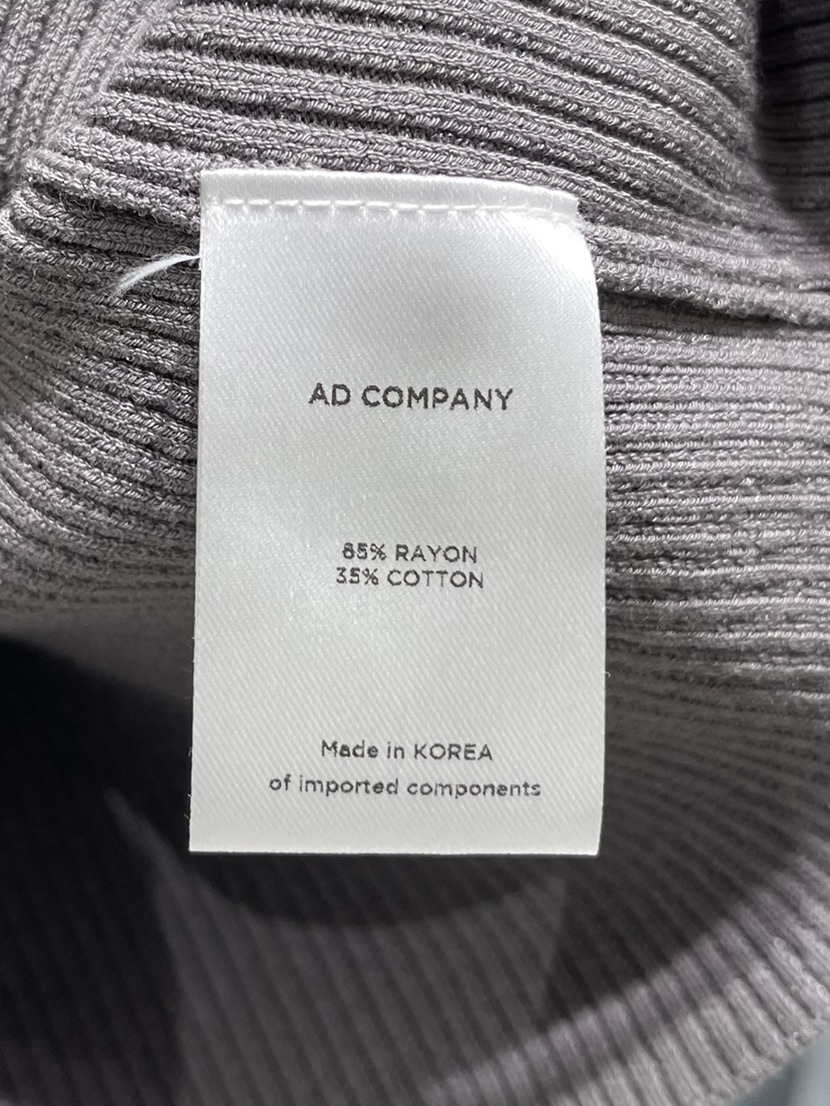 AD COMPANY
85% RAYON
35% COTTON
Made in KOREA
of imported components